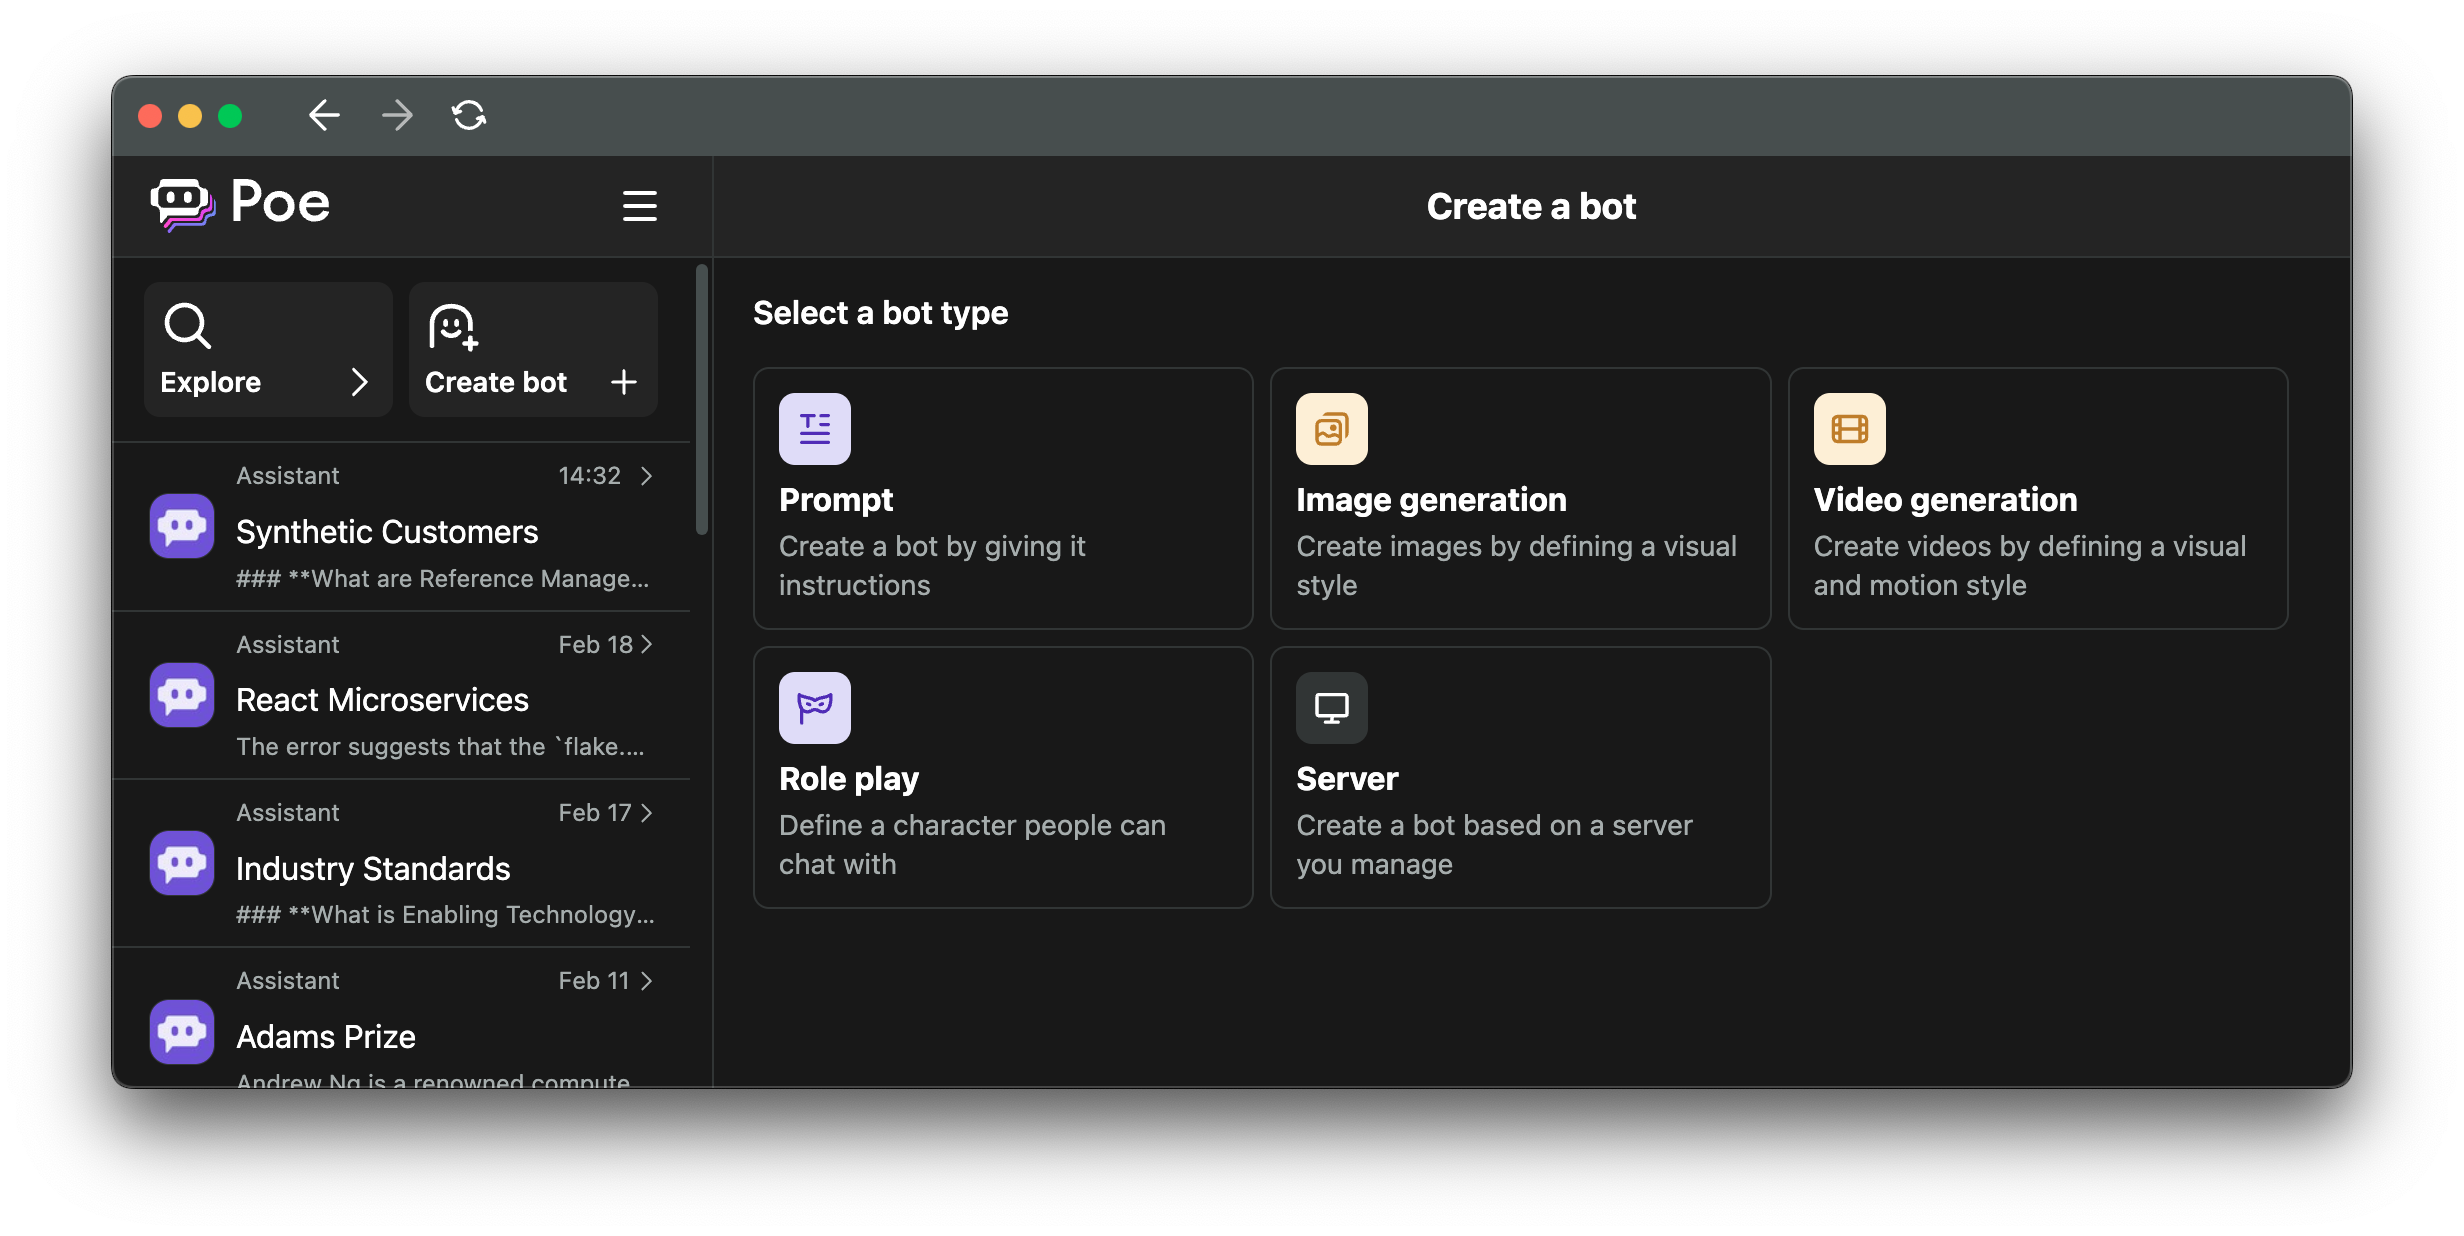 Poe
Create a bot
Explore
Create bot
Assistant 14:32
Synthetic Customers
### **What are Reference Manage...
Assistant Feb 18
React Microservices
The error suggests that the `flake....
Assistant Feb 17
Industry Standards
### **What is Enabling Technology...
Assistant Feb 11
Adams Prize
Andrew Ng is a renowned compute
Select a bot type
Prompt
Create a bot by giving it
instructions
Image generation
Create images by defining a visual
style
Video generation
Create videos by defining a visual
and motion style
Role play
Define a character people can
chat with
Server
Create a bot based on a server
you manage